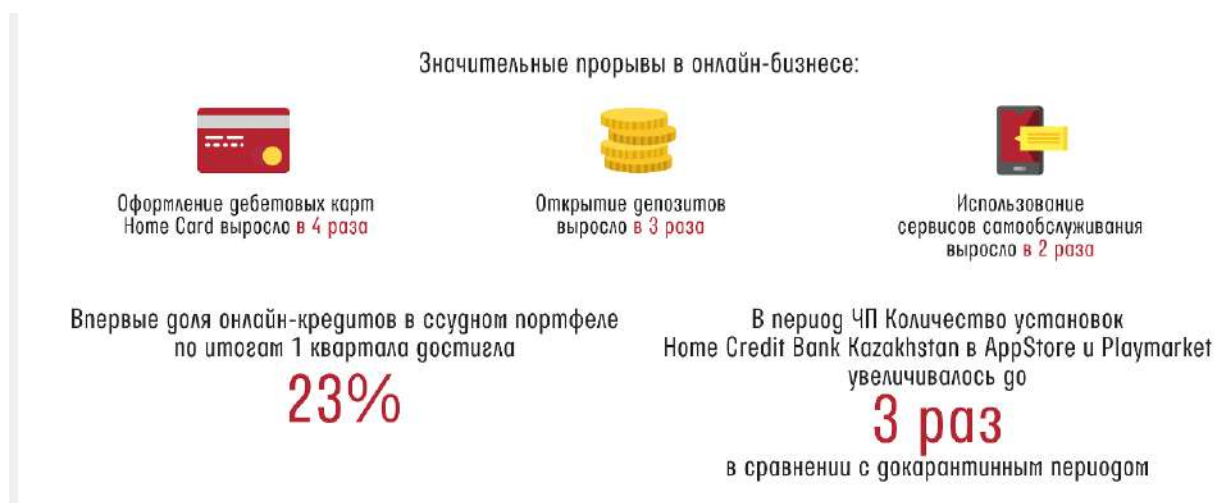 Значительные прорывы в онлайн-бизнесе:
Оформление дебетовых карт
Home Card выросло в 4 раза
Открытие депозитов
выросло в 3 раза
Использование
сервисов самообслуживания
выросло в 2 раза
Впервые доля онлайн-кредитов в ссудном портфеле
по итогам 1 квартала достигла
23%
В период ЧП Количество установок
Home Credit Bank Kazakhstan в AppStore и Playmarket
увеличивалось до
3 раз
в сравнении с докарантинным периодом